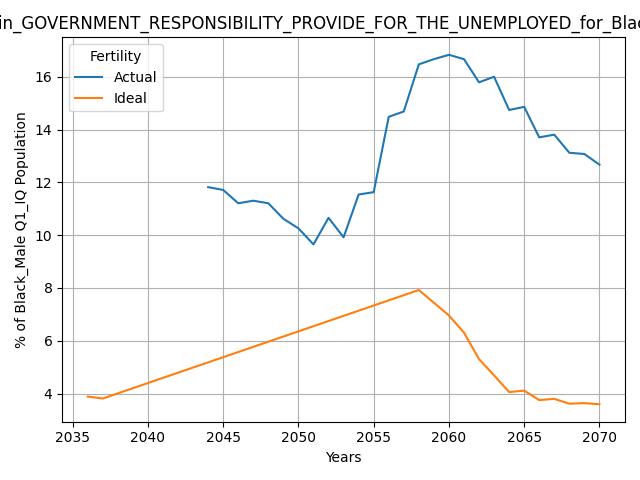 in_GOVERNMENT_RESPONSIBILITY_PROVIDE_FOR_THE_UNEMPLOYED_for_Blac
Fertility
Actual
Ideal
16
14
12
10
8
6
4
% of Black_Male Q1_IQ Population
2035 2040 2045 2050 2055 2060 2065 2070
Years